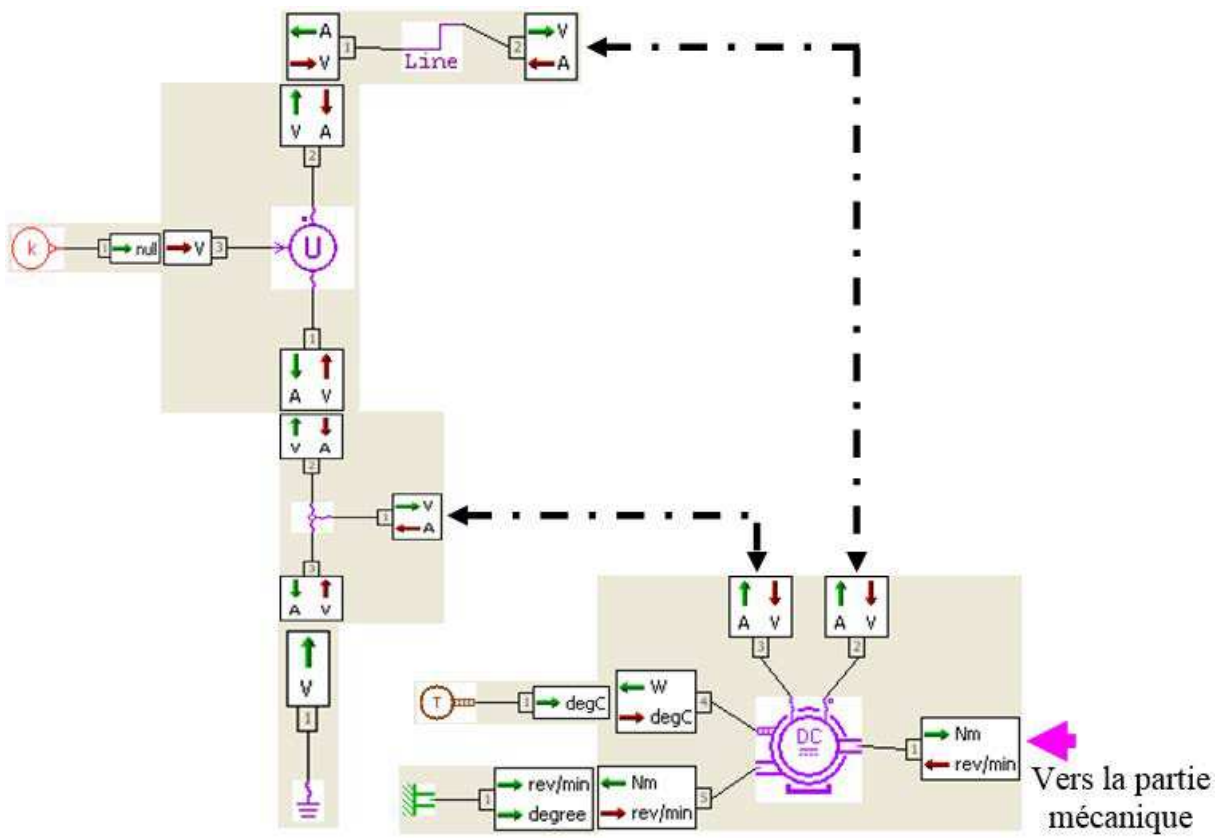 A
V
1
Line
2
V
A
V A
2
k
1
null
V
3
U
1
A V
V A
2
1
V
A
3
A V
V
1
A V
3
A V
2
T
1
degC
W
degC
4
DC
1
Nm
rev/min
1
rev/min
degree
Nm
rev/min
5
Vers la partie
mécanique